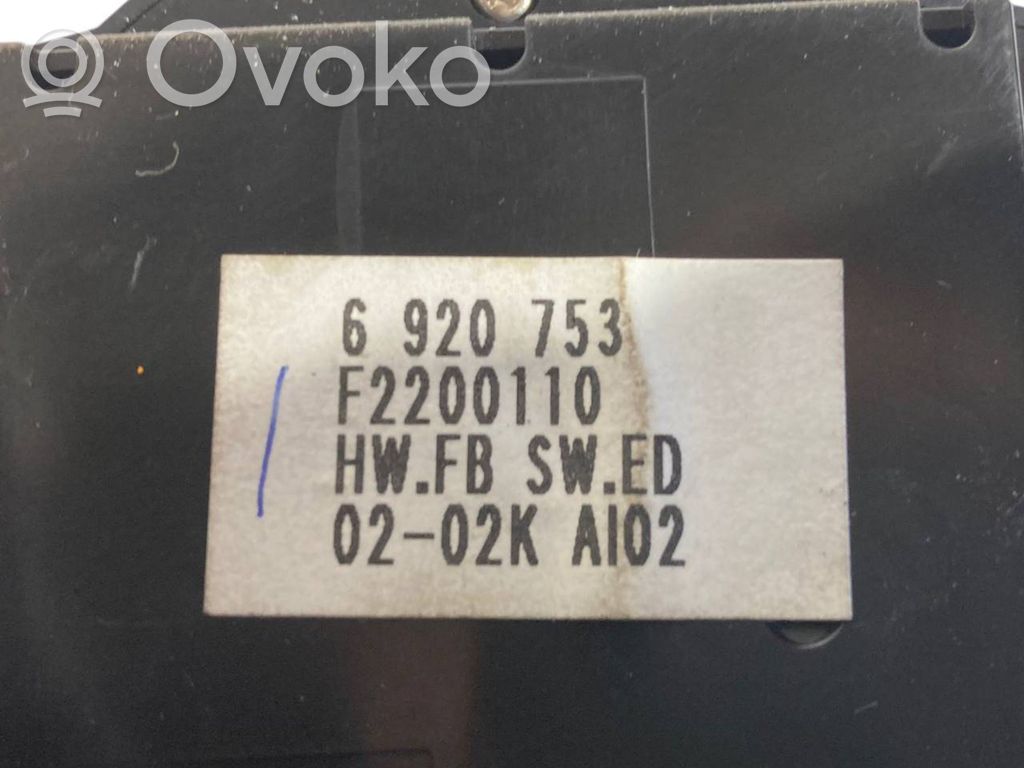 Ovoko
6 920 753
F2200110
HW.FB SW.ED
02-02K AI02